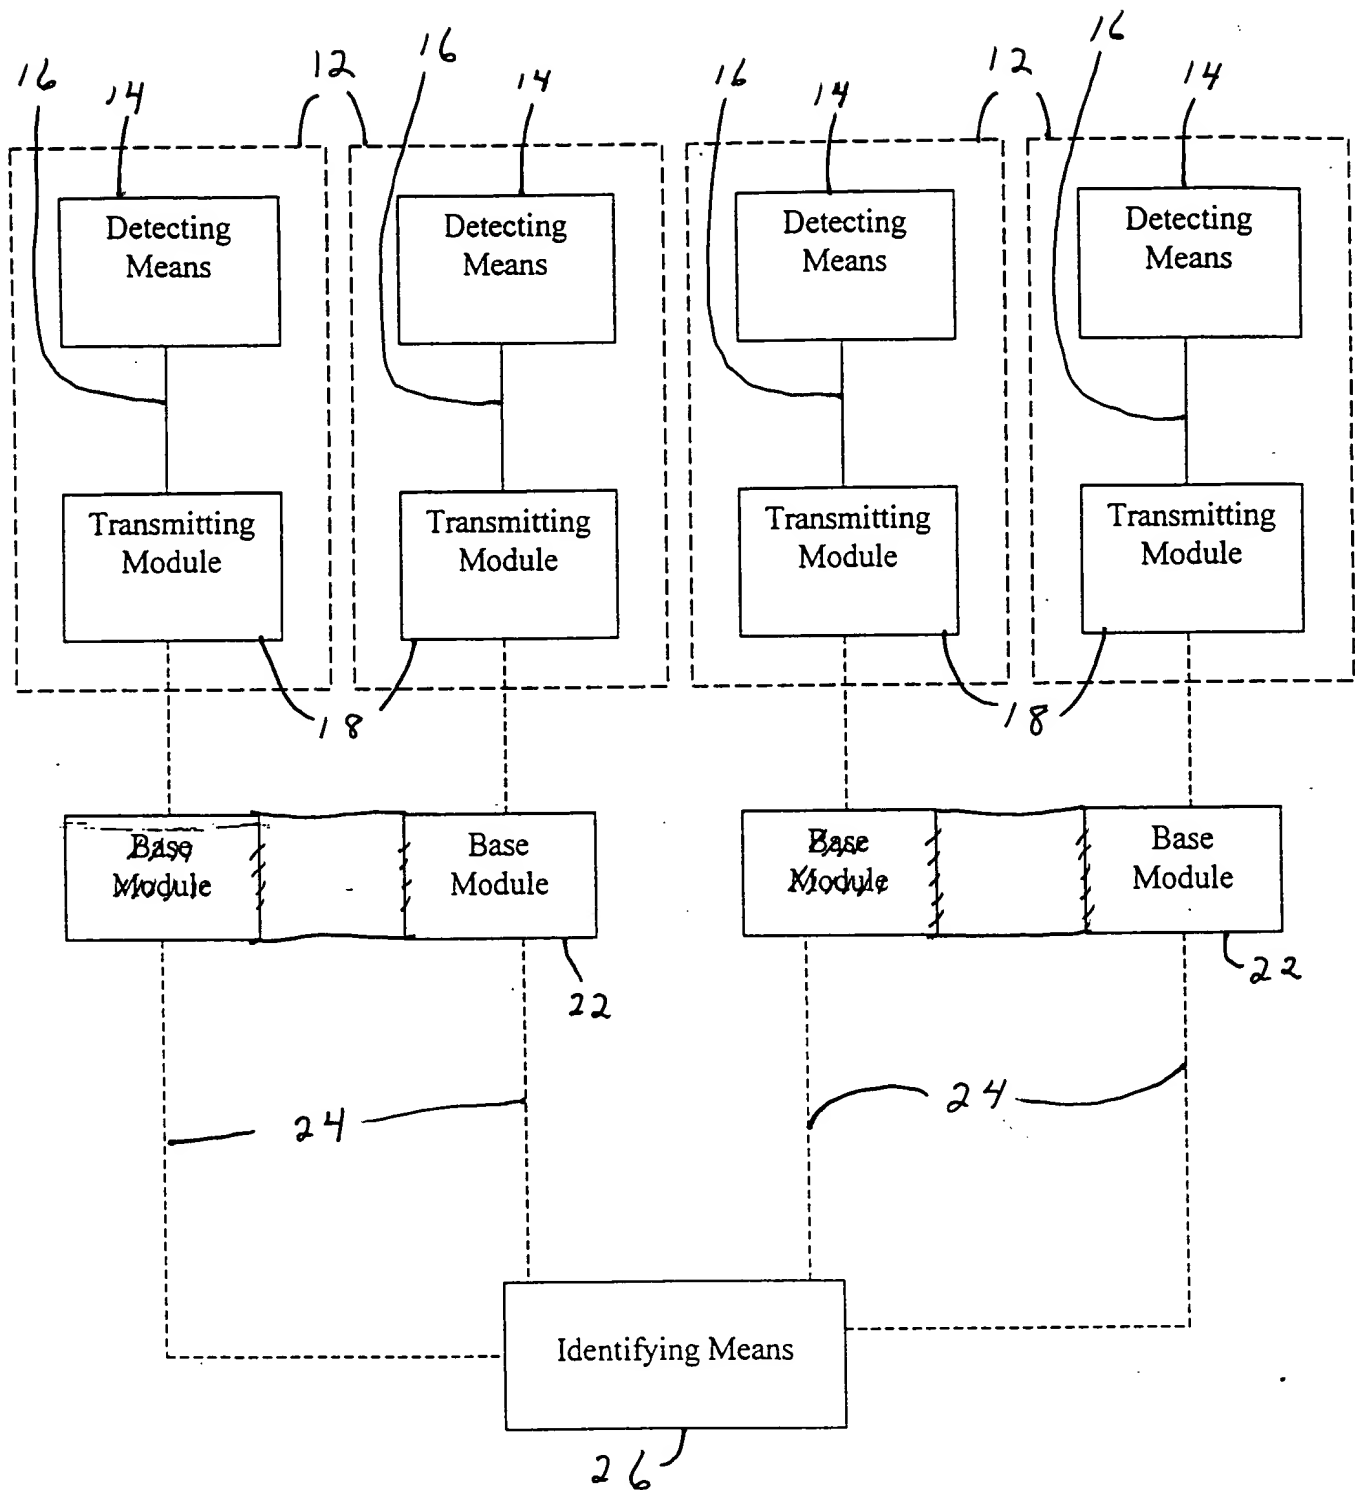 16
14
12
16
14
16
14
12
16
14
Detecting
Means
Detecting
Means
Detecting
Means
Detecting
Means
Transmitting
Module
Transmitting
Module
Transmitting
Module
Transmitting
Module
18
18
Base
Module
Base
Module
Base
Module
Base
Module
22
22
24
24
Identifying Means
26